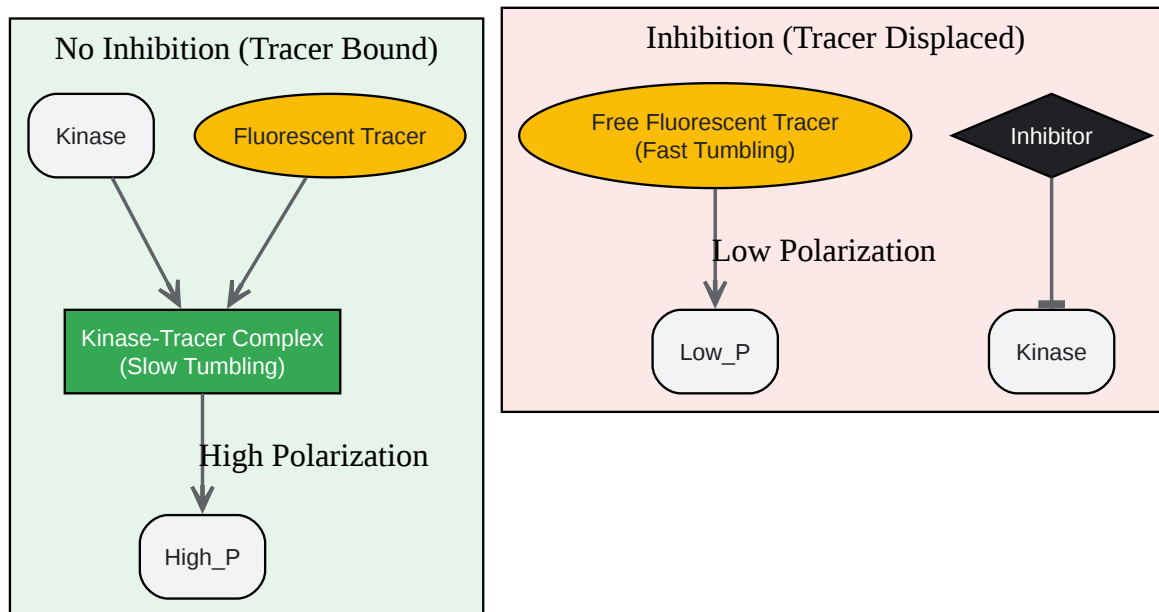 No Inhibition (Tracer Bound)
Kinase
Fluorescent Tracer
Kinase-Tracer Complex
(Slow Tumbling)
High Polarization
High_P
Inhibition (Tracer Displaced)
Free Fluorescent Tracer
(Fast Tumbling)
Inhibitor
Low Polarization
Low_P
Kinase